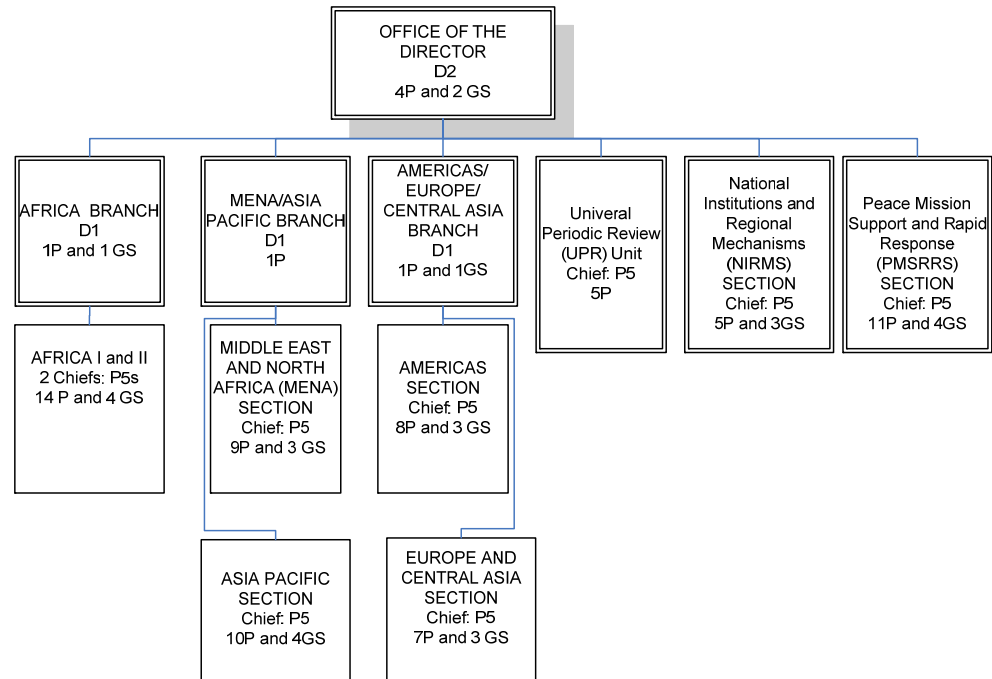 OFFICE OF THE
DIRECTOR
D2
4P and 2 GS
AFRICA BRANCH
D1
1P and 1 GS
MENA/ASIA
PACIFIC BRANCH
D1
1P
AMERICAS/
EUROPE/
CENTRAL ASIA
BRANCH
D1
1P and 1GS
Univeral
Periodic Review
(UPR) Unit
Chief: P5
5P
National
Institutions and
Regional
Mechanisms
(NIRMS)
SECTION
Chief: P5
5P and 3GS
Peace Mission
Support and Rapid
Response
(PMSRRS)
SECTION
Chief: P5
11P and 4GS
AFRICA I and II
2 Chiefs: P5s
14 P and 4 GS
MIDDLE EAST
AND NORTH
AFRICA (MENA)
SECTION
Chief: P5
9P and 3 GS
AMERICAS
SECTION
Chief: P5
8P and 3 GS
ASIA PACIFIC
SECTION
Chief: P5
10P and 4GS
EUROPE AND
CENTRAL ASIA
SECTION
Chief: P5
7P and 3 GS